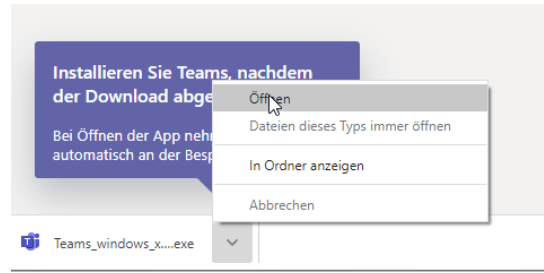 Installieren Sie Teams, nachdem
der Download abge
Bei Öffnen der App neh
automatisch an der Besp
Öffnen
Dateien dieses Typs immer öffnen
In Ordner anzeigen
Abbrechen
Teams_windows_x....exe